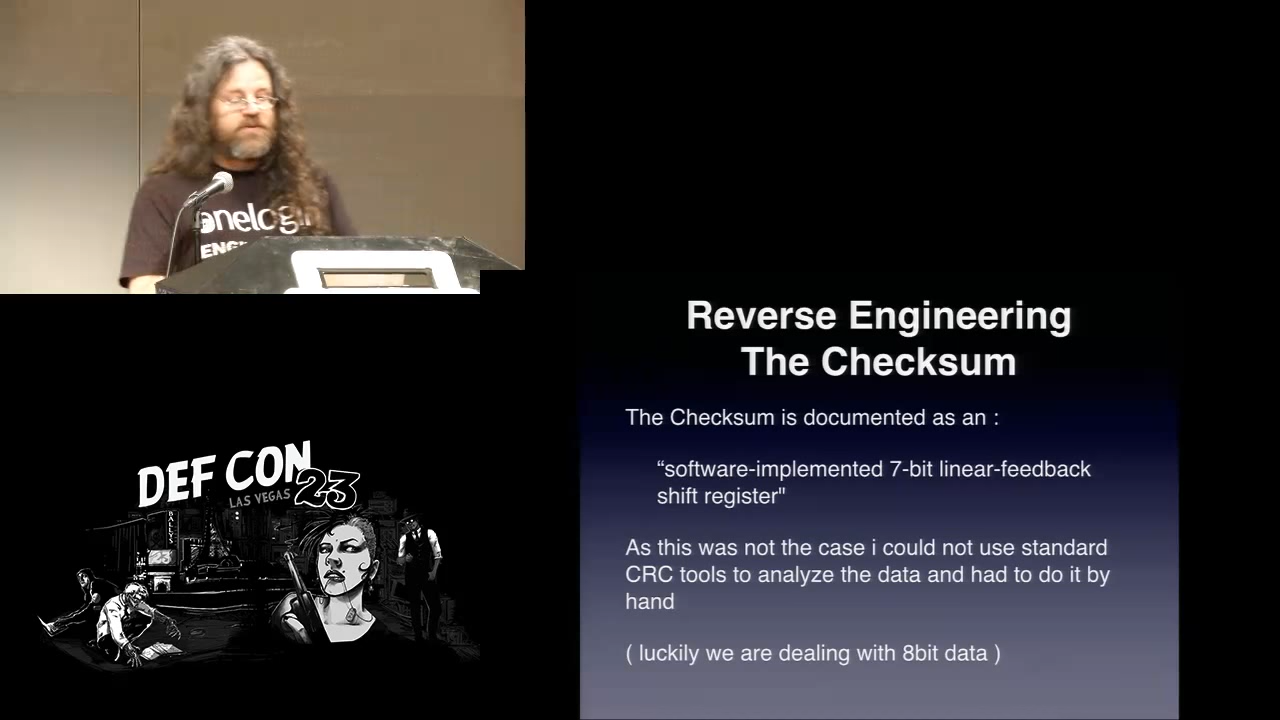 onelogin
Reverse Engineering
The Checksum
The Checksum is documented as an :
“software-implemented 7-bit linear-feedback
shift register"
As this was not the case i could not use standard
CRC tools to analyze the data and had to do it by
hand
( luckily we are dealing with 8bit data )
DEF CON
LAS VEGAS 23
BALLYS